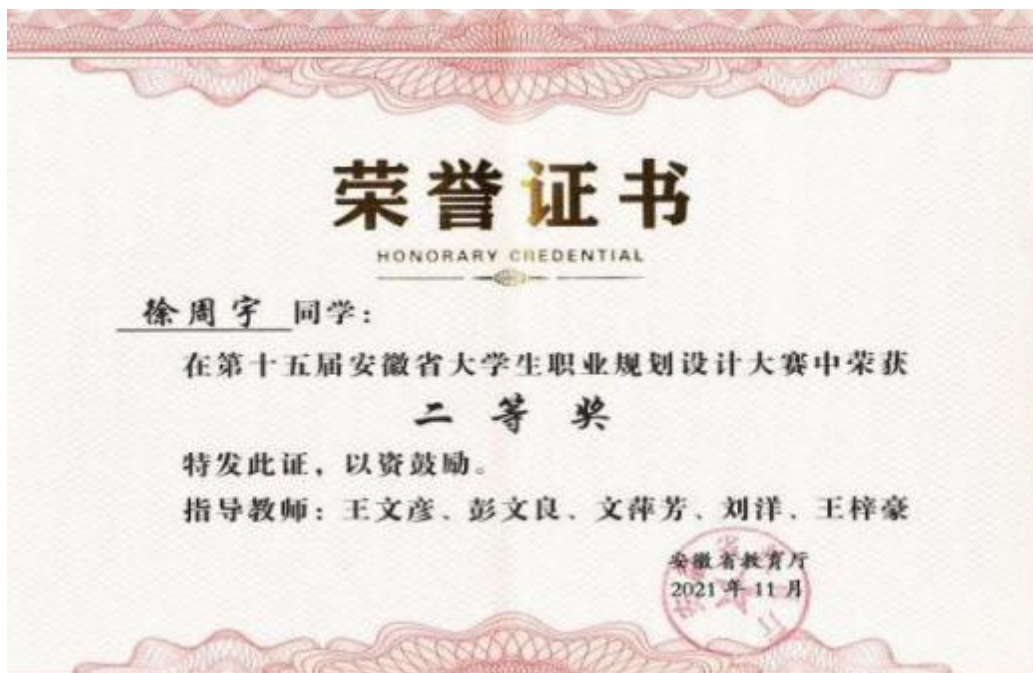 荣誉证书
HONORARY CREDENTIAL
徐周宇 同学：
在第十五届安徽省大学生职业规划设计大赛中荣获
二等奖
特发此证，以资鼓励。
指导教师：王文彦、彭文良、文萍芳、刘洋、王梓豪
安徽省教育厅
2021年11月